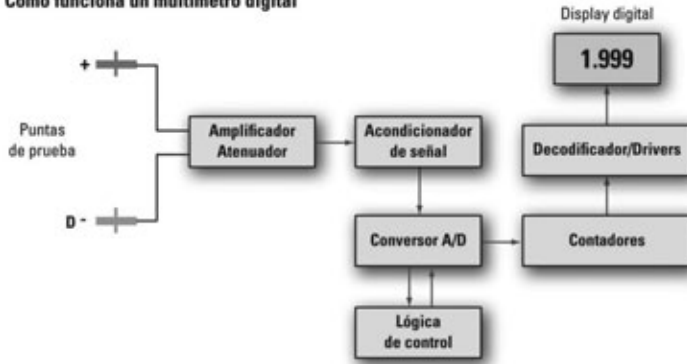 Cómo funciona un multímetro digital
Display digital
1.999
+
Puntas
de prueba
D -
Amplificador
Atenuador
Acondicionador
de señal
Decodificador/Drivers
Conversor A/D
Contadores
Lógica
de control